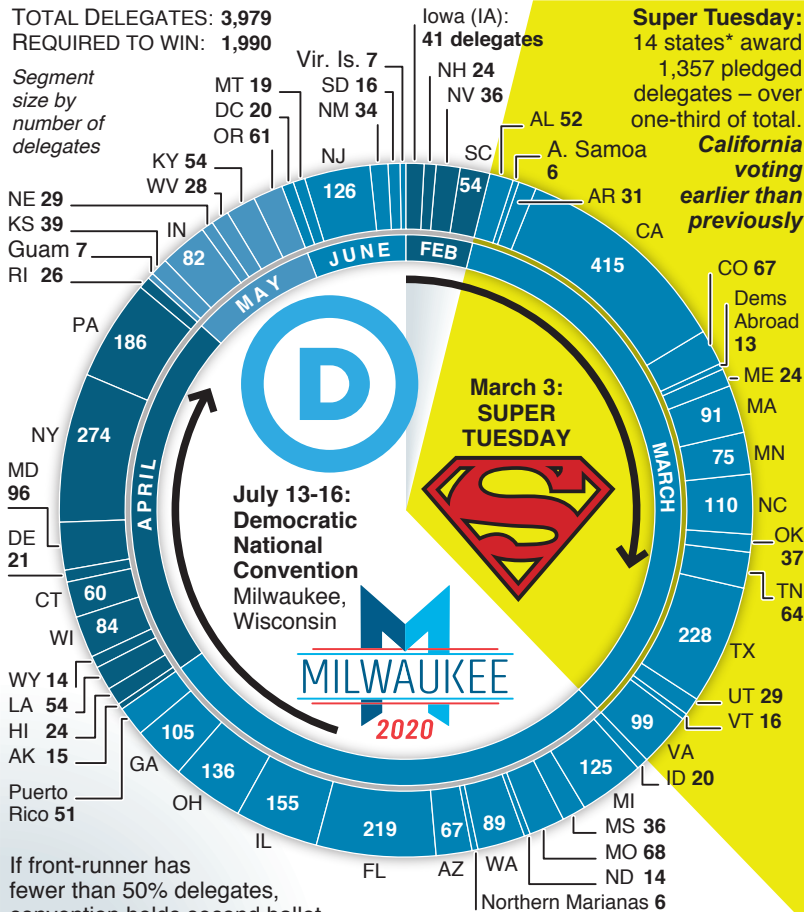 TOTAL DELEGATES: 3,979
REQUIRED TO WIN: 1,990
Segment
size by
number of
delegates
Iowa (IA):
41 delegates
NH 24
NV 36
SC
54
Super Tuesday:
14 states* award
1,357 pledged
delegates – over
one-third of total.
California
voting
earlier than
previously
AL 52
A. Samoa
6
AR 31
CA
415
CO 67
Dems
Abroad
13
ME 24
MA
91
MN
75
NC
110
OK
37
TN
64
TX
228
UT 29
VT 16
VA
99
ID 20
MI
125
MS 36
MO 68
ND 14
Northern Marianas 6
WA
89
AZ
67
FL
219
IL
155
OH
136
GA
105
Puerto
Rico 51
AK 15
HI 24
LA 54
WY 14
WI
84
CT
60
DE
21
MD
96
NY
274
PA
186
RI 26
Guam 7
KS 39
NE 29
IN
82
WV 28
KY 54
OR 61
DC 20
MT 19
NJ
126
NM 34
SD 16
Vir. Is. 7
FEB
MARCH
APRIL
MAY
JUNE
D
March 3:
SUPER
TUESDAY
S
July 13-16:
Democratic
National
Convention
Milwaukee,
Wisconsin
M
MILWAUKEE
2020
If front-runner has
fewer than 50% delegates,
convention holds second ballot